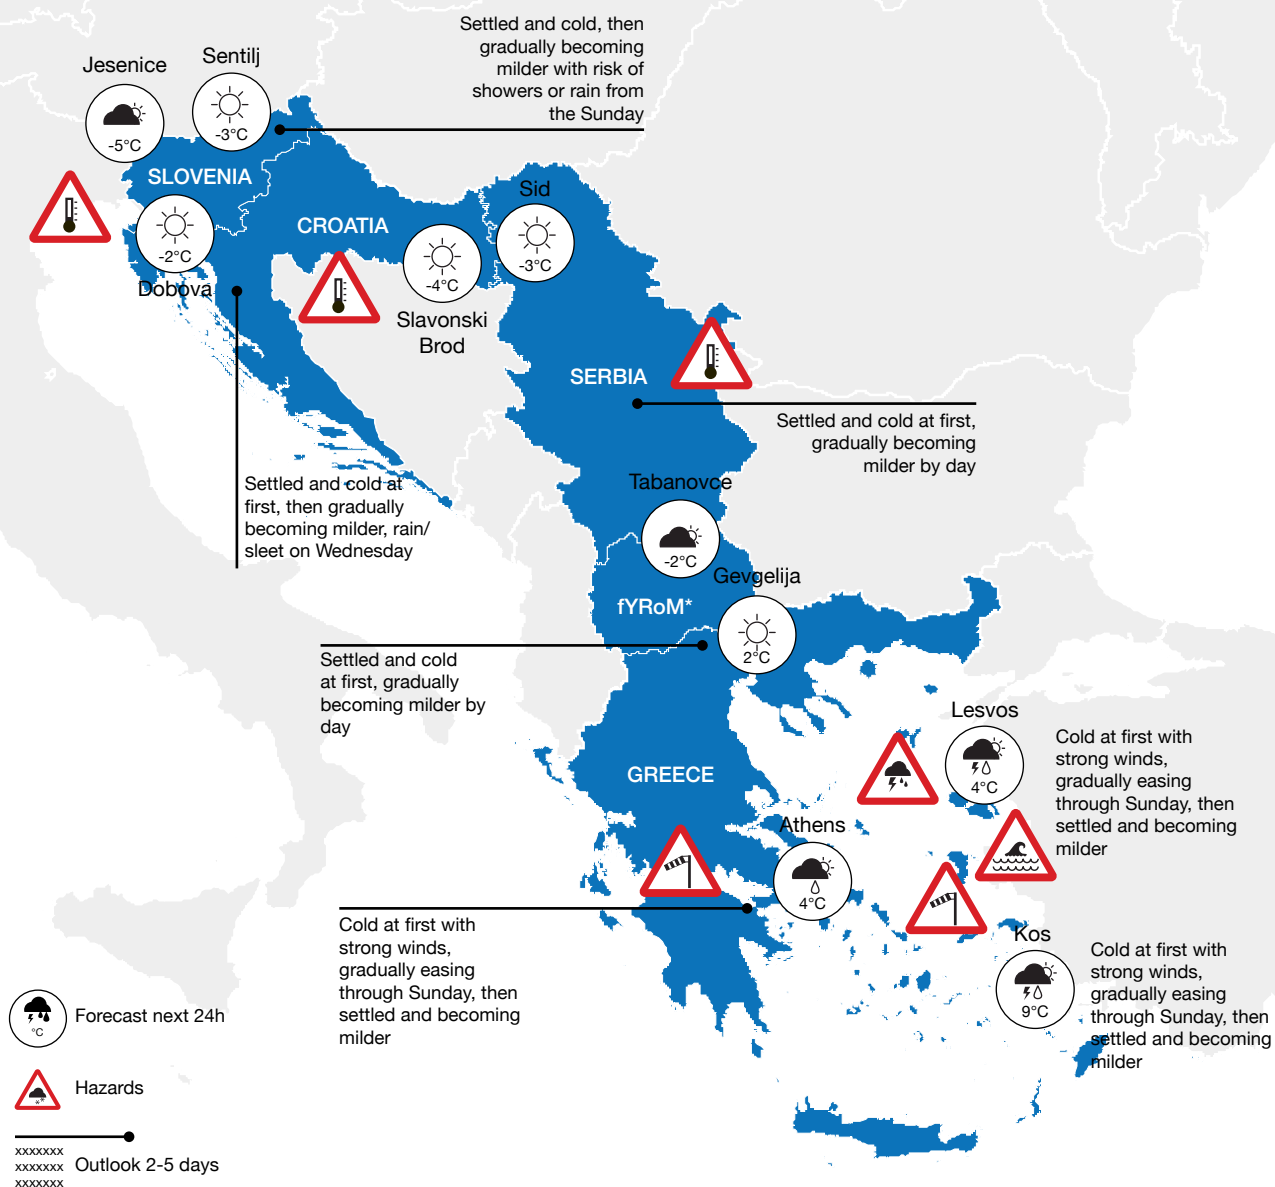 Settled and cold, then
gradually becoming
milder with risk of
showers or rain from
the Sunday
Jesenice
Sentilj
-5°C
-3°C
SLOVENIA
Sid
CROATIA
-2°C
-4°C
-3°C
Dobova
Slavonski
Brod
SERBIA
Settled and cold at first,
gradually becoming
milder by day
Settled and cold at
first, then gradually
becoming milder, rain/
sleet on Wednesday
Tabanovce
-2°C
Gevgelija
fYRoM*
2°C
Settled and cold
at first, gradually
becoming milder by
day
Lesvos
4°C
Cold at first with
strong winds,
gradually easing
through Sunday, then
settled and becoming
milder
GREECE
Athens
4°C
Cold at first with
strong winds,
gradually easing
through Sunday, then
settled and becoming
milder
Kos
9°C
Cold at first with
strong winds,
gradually easing
through Sunday, then
settled and becoming
milder
°C
Forecast next 24h
Hazards
xxxxxxx
xxxxxxx
xxxxxxx
Outlook 2-5 days